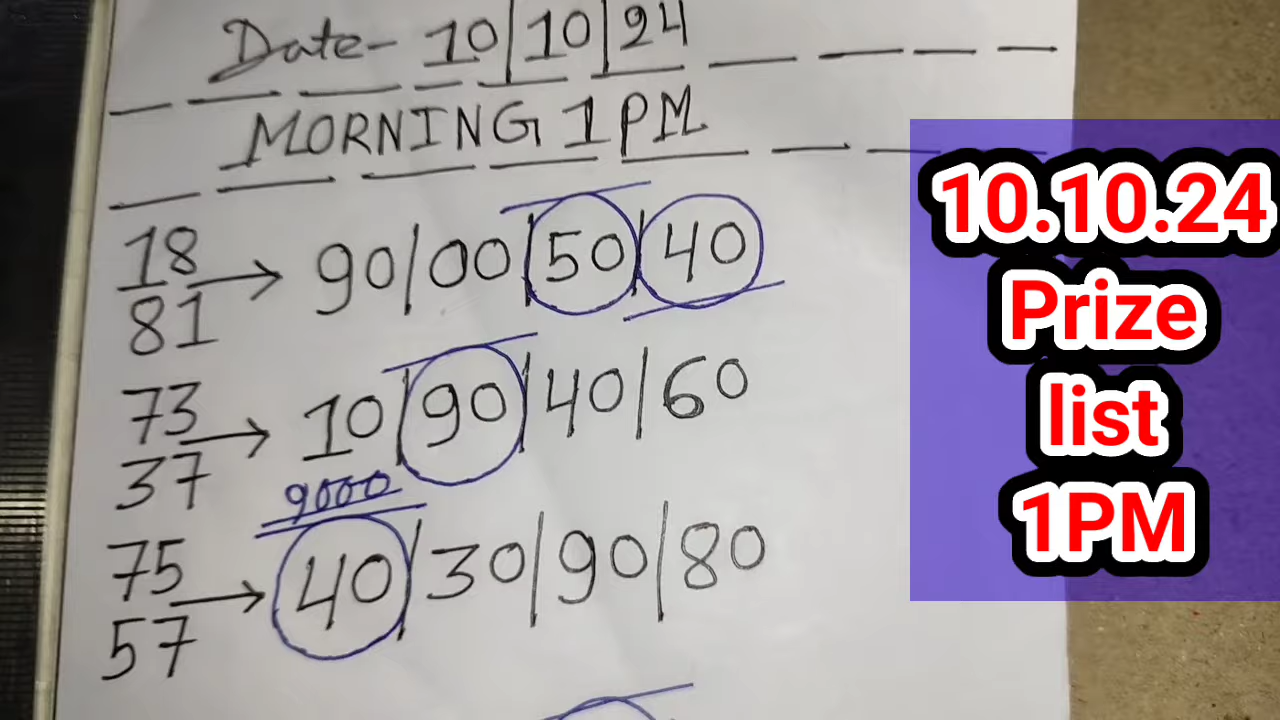 Date- 10|10|24
MORNING 1PM
18
81 → 90|00|50|40
73
37 → 10|90|40|60
9000
75
57 → 40|30|90|80
10.10.24
Prize
list
1PM